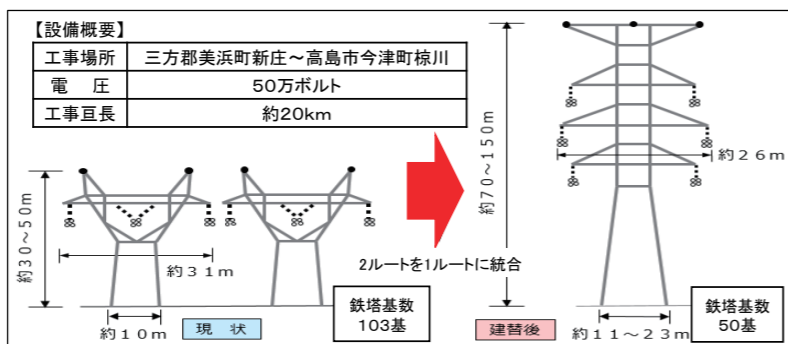 【設備概要】
工事場所 三方郡美浜町新庄～高島市今津町椋川
電 圧 50万ボルト
工事亘長 約20km
約30～50m
約31m
約10m
現 状
鉄塔基数
103基
2ルートを1ルートに統合
約70～150m
約26m
建替後
約11～23m
鉄塔基数
50基